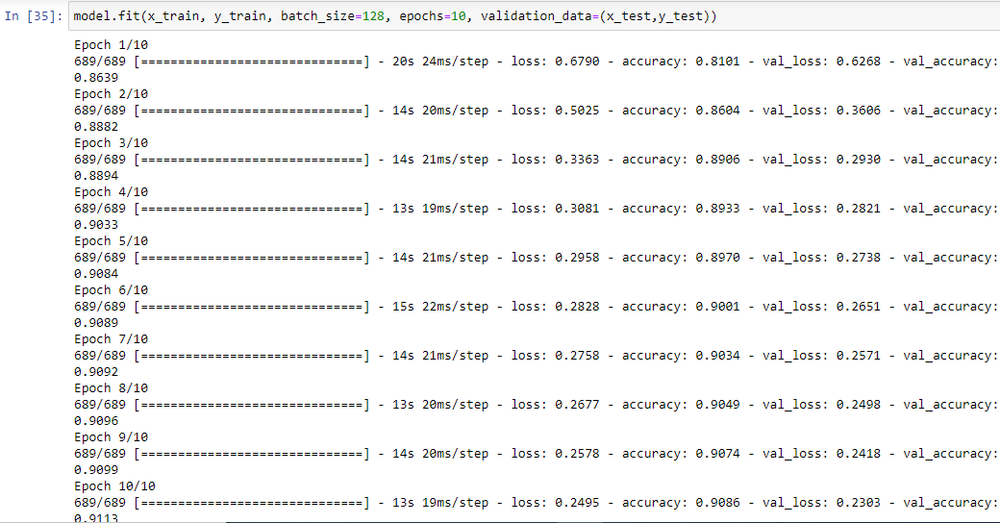 In [35]: model.fit(x_train, y_train, batch_size=128, epochs=10, validation_data=(x_test,y_test))
Epoch 1/10
689/689 [==============================] - 20s 24ms/step - loss: 0.6790 - accuracy: 0.8101 - val_loss: 0.6268 - val_accuracy:
0.8639
Epoch 2/10
689/689 [==============================] - 14s 20ms/step - loss: 0.5025 - accuracy: 0.8604 - val_loss: 0.3606 - val_accuracy:
0.8882
Epoch 3/10
689/689 [==============================] - 14s 21ms/step - loss: 0.3363 - accuracy: 0.8906 - val_loss: 0.2930 - val_accuracy:
0.8894
Epoch 4/10
689/689 [==============================] - 13s 19ms/step - loss: 0.3081 - accuracy: 0.8933 - val_loss: 0.2821 - val_accuracy:
0.9033
Epoch 5/10
689/689 [==============================] - 14s 21ms/step - loss: 0.2958 - accuracy: 0.8970 - val_loss: 0.2738 - val_accuracy:
0.9084
Epoch 6/10
689/689 [==============================] - 15s 22ms/step - loss: 0.2828 - accuracy: 0.9001 - val_loss: 0.2651 - val_accuracy:
0.9089
Epoch 7/10
689/689 [==============================] - 14s 21ms/step - loss: 0.2758 - accuracy: 0.9034 - val_loss: 0.2571 - val_accuracy:
0.9092
Epoch 8/10
689/689 [==============================] - 13s 20ms/step - loss: 0.2677 - accuracy: 0.9049 - val_loss: 0.2498 - val_accuracy:
0.9096
Epoch 9/10
689/689 [==============================] - 14s 20ms/step - loss: 0.2578 - accuracy: 0.9074 - val_loss: 0.2418 - val_accuracy:
0.9099
Epoch 10/10
689/689 [==============================] - 13s 19ms/step - loss: 0.2495 - accuracy: 0.9086 - val_loss: 0.2303 - val_accuracy:
0.9113